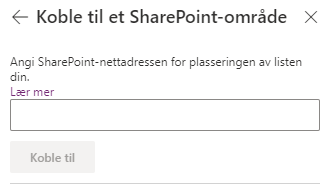 Koble til et SharePoint-område
Angi SharePoint-nettadressen for plasseringen av listen
din.
Lær mer
Koble til